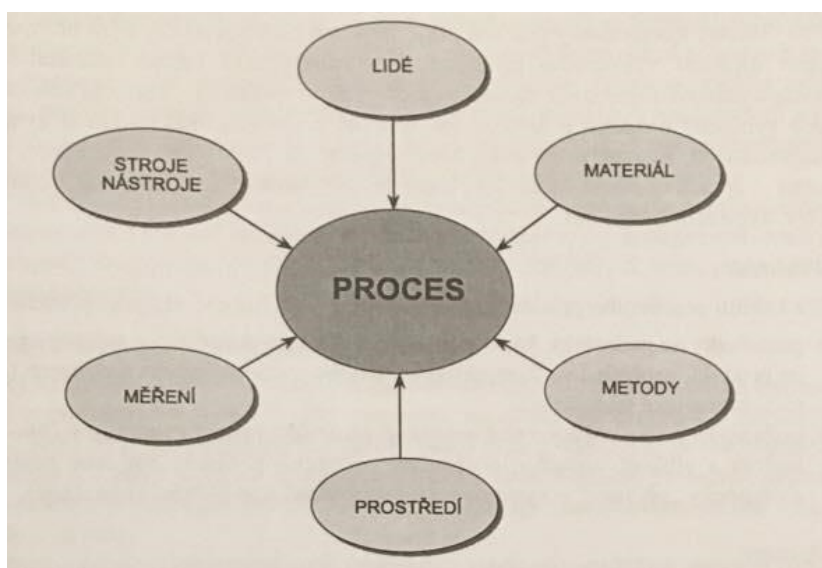 LIDÉ
STROJE
NÁSTROJE
MATERIÁL
PROCES
MĚŘENÍ
METODY
PROSTŘEDÍ